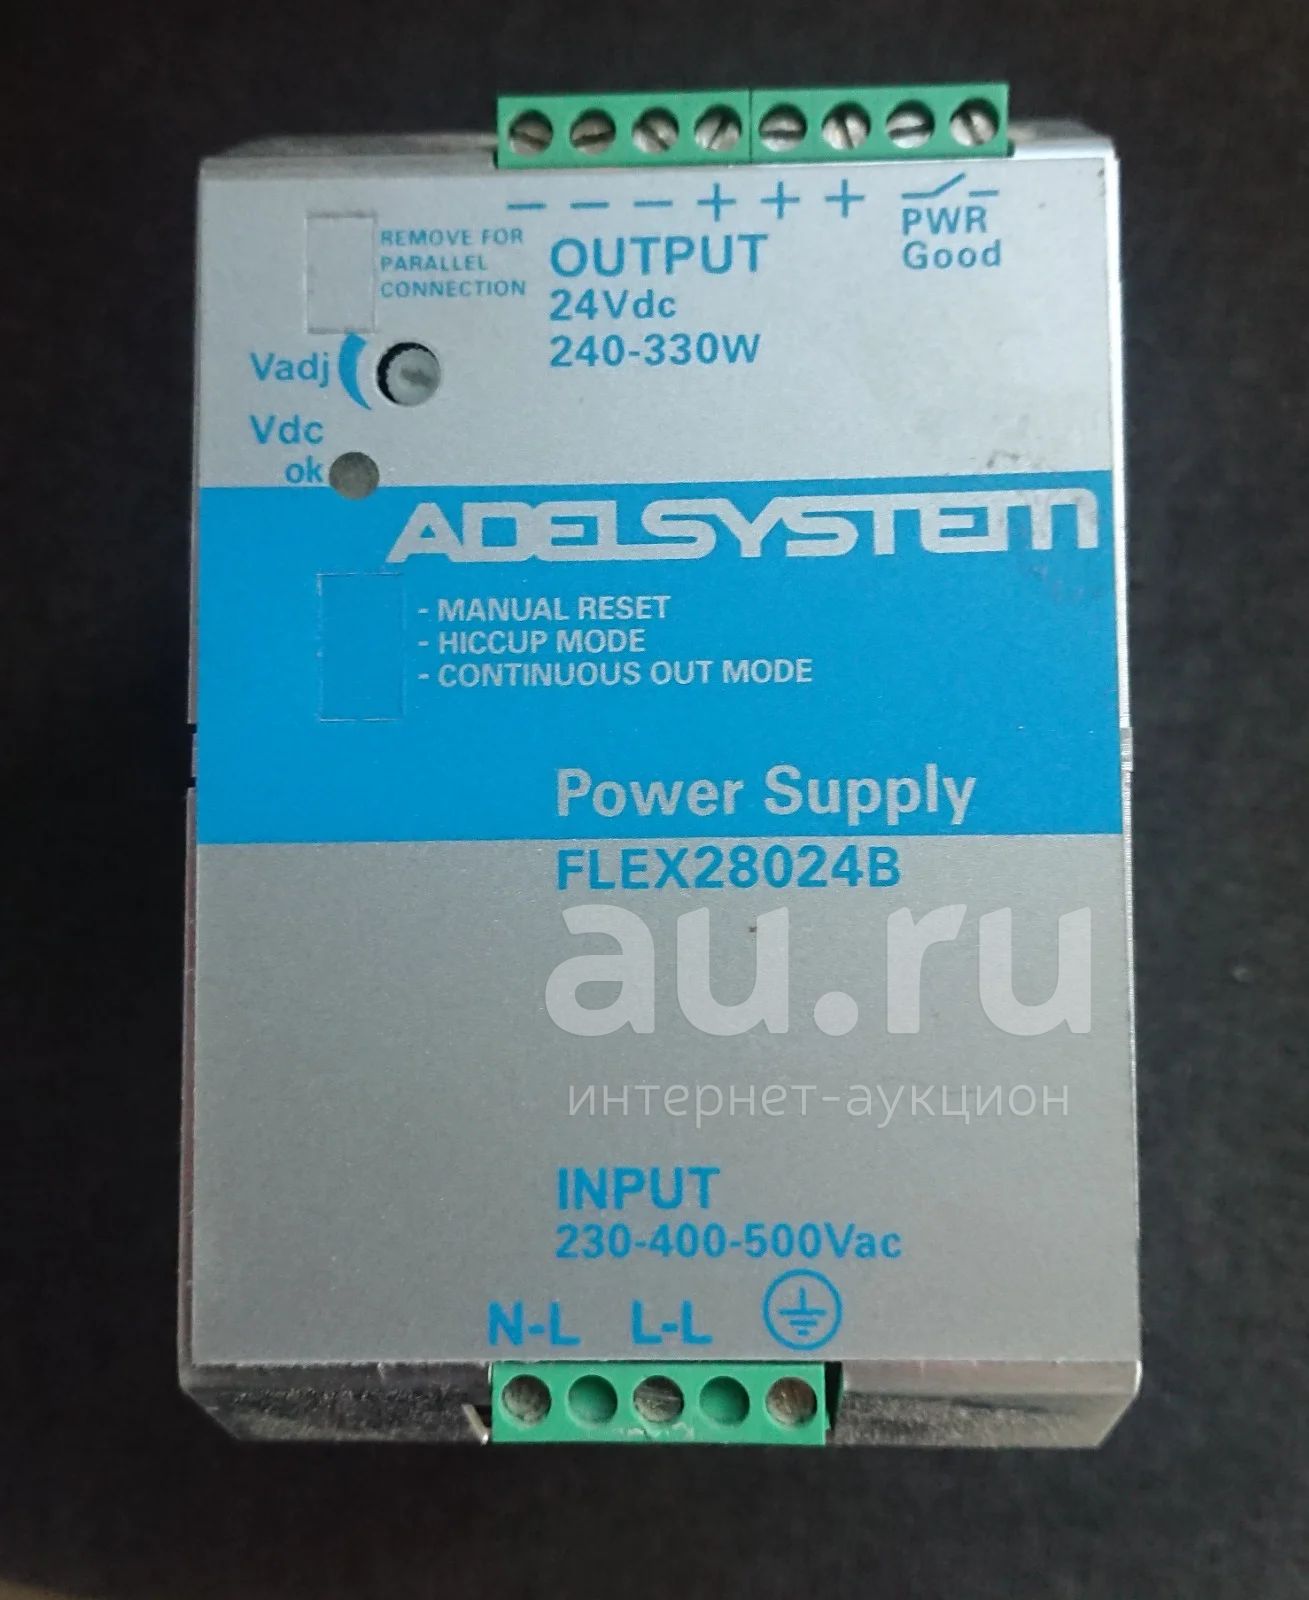 - - - + + +
REMOVE FOR
PARALLEL
CONNECTION
OUTPUT
24Vdc
240-330W
PWR
Good
Vadj
Vdc
ok
ADELSYSTEM
- MANUAL RESET
- HICCUP MODE
- CONTINUOUS OUT MODE
Power Supply
FLEX28024B
au.ru
интернет-аукцион
INPUT
230-400-500Vac
N-L L-L